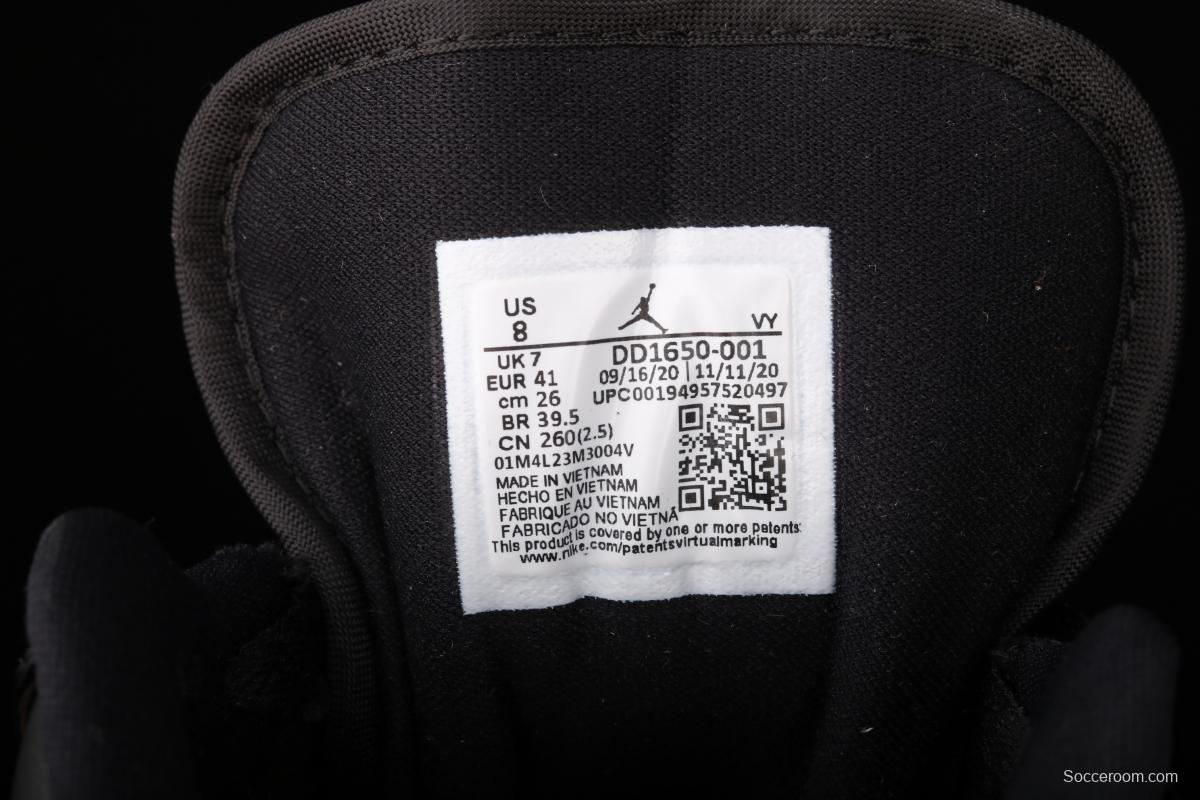 US
8
VY
UK 7
EUR 41
cm 26
BR 39.5
CN 260(2.5)
DD1650-001
09/16/20 | 11/11/20
UPC00194957520497
01M4L23M3004V
MADE IN VIETNAM
HECHO EN VIETNAM
FABRIQUE AU VIETNAM
FABRICADO NO VIETNÃ
This product is covered by one or more patents:
www.nike.com/patentsvirtualmarking
Socceroom.com